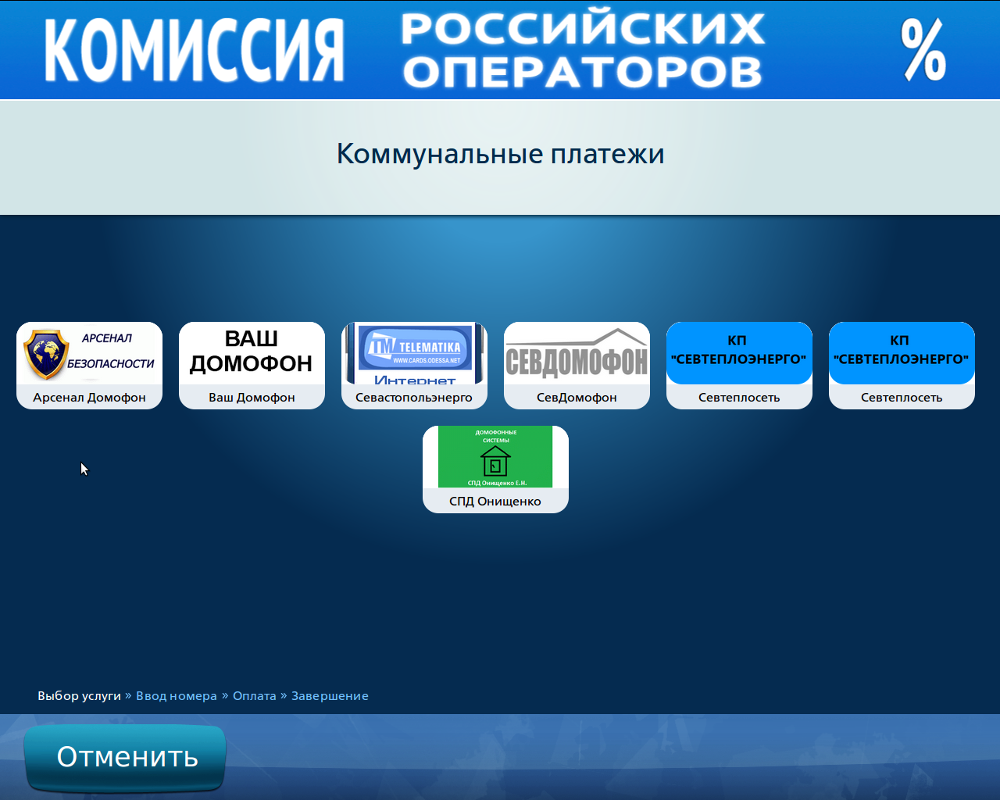 КОМИССИЯ
РОССИЙСКИХ
ОПЕРАТОРОВ
%
Коммунальные платежи
АРСЕНАЛ
БЕЗОПАСНОСТИ
Арсенал Домофон
ВАШ
ДОМОФОН
Ваш Домофон
TM TELEMATIKA
WWW.CARDS.ODESSA.NET
Интернет
Севастопольэнерго
СЕВДОМОФОН
СевДомофон
КП
"СЕВТЕПЛОЭНЕРГО"
Севтеплосеть
КП
"СЕВТЕПЛОЭНЕРГО"
Севтеплосеть
ДОМОФОННЫЕ
СИСТЕМЫ
СПД Онищенко Е.Н.
СПД Онищенко
Выбор услуги » Ввод номера » Оплата » Завершение
Отменить